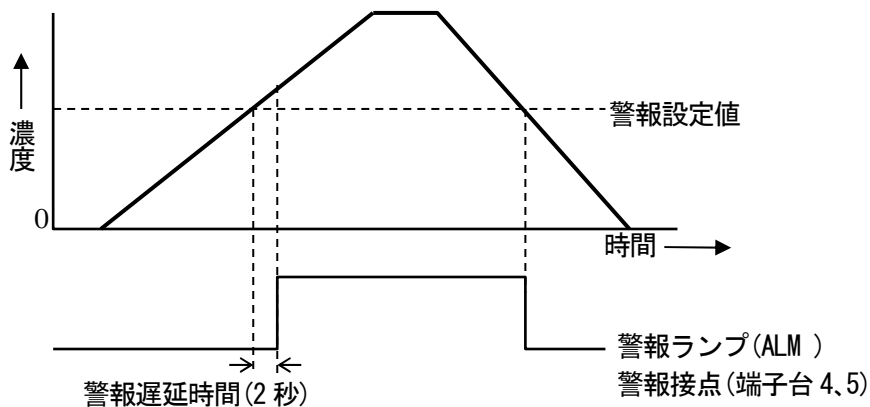 警報設定値
濃度
0
時間
警報ランプ(ALM )
警報接点(端子台 4、5)
警報遅延時間(2 秒)